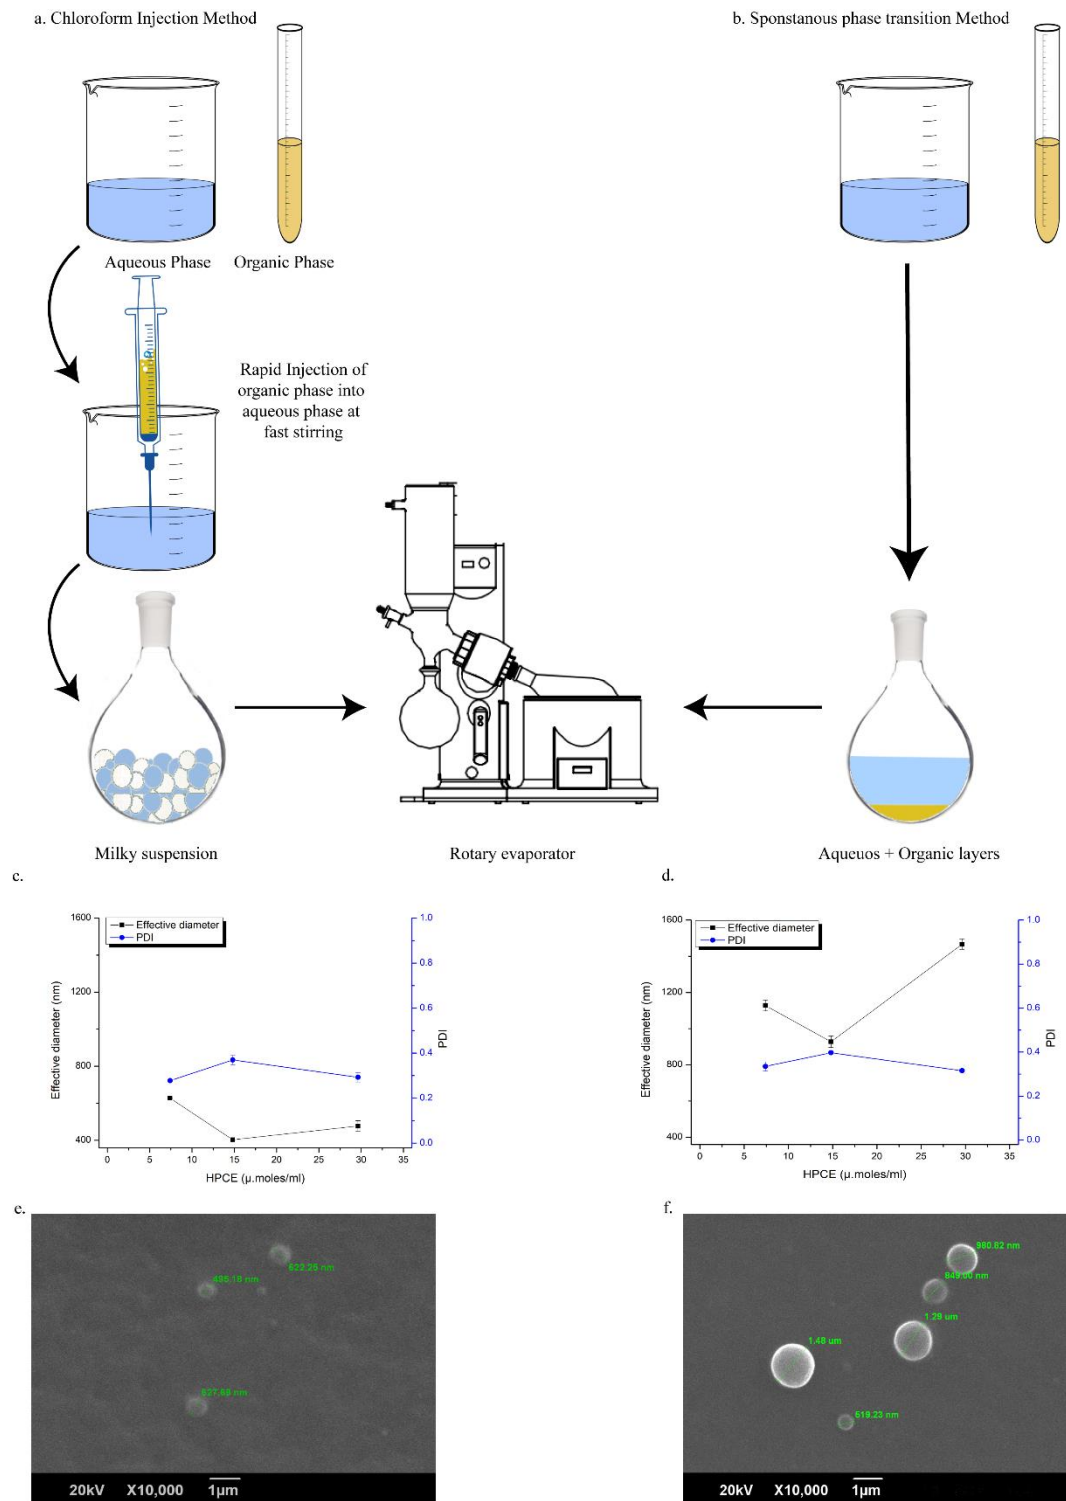 a. Chloroform Injection Method
b. Sponstanous phase transition Method
Aqueous Phase
Organic Phase
Rapid Injection of
organic phase into
aqueous phase at
fast stirring
Milky suspension
Rotary evaporator
Aqueuos + Organic layers
c.
Effective diameter
PDI
1600
1200
800
400
Effective diameter (nm)
1.0
0.8
0.6
0.4
0.2
0.0
PDI
0 5 10 15 20 25 30 35
HPCE (µ.moles/ml)
d.
Effective diameter
PDI
1600
1200
800
400
Effective diameter (nm)
1.0
0.8
0.6
0.4
0.2
0.0
PDI
0 5 10 15 20 25 30 35
HPCE (µ.moles/ml)
e.
nm
nm
nm
20kV X10,000 1µm
f.
980.82 nm
nm
1.29 um
1.48 um
nm
20kV X10,000 1µm